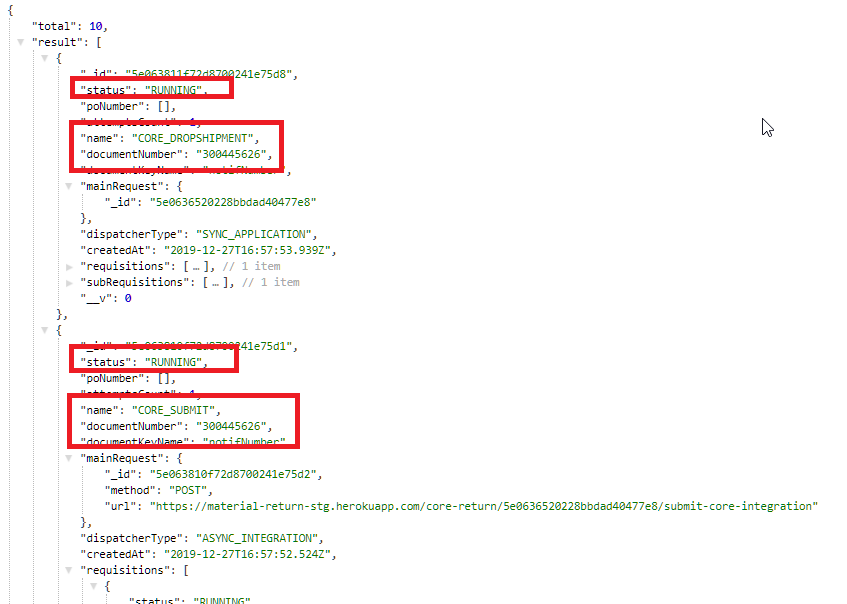 {
"total": 10,
"result": [
{
"_id": "5e063811f72d8700241e75d8",
"status": "RUNNING",
"poNumber": [],
"attemptsCount": 1,
"name": "CORE_DROPSHIPMENT",
"documentNumber": "300445626",
"documentKeyName": "notifNumber",
"mainRequest": {
"_id": "5e0636520228bbdad40477e8"
},
"dispatcherType": "SYNC_APPLICATION",
"createdAt": "2019-12-27T16:57:53.939Z",
"requisitions": [ … ], // 1 item
"subRequisitions": [ … ], // 1 item
"__v": 0
},
{
"_id": "5e063810f72d8700241e75d1",
"status": "RUNNING",
"poNumber": [],
"attemptsCount": 1,
"name": "CORE_SUBMIT",
"documentNumber": "300445626",
"documentKeyName": "notifNumber"
"mainRequest": {
"_id": "5e063810f72d8700241e75d2",
"method": "POST",
"url": "https://material-return-stg.herokuapp.com/core-return/5e0636520228bbdad40477e8/submit-core-integration"
},
"dispatcherType": "ASYNC_INTEGRATION",
"createdAt": "2019-12-27T16:57:52.524Z",
"requisitions": [
{
"status": "RUNNING"